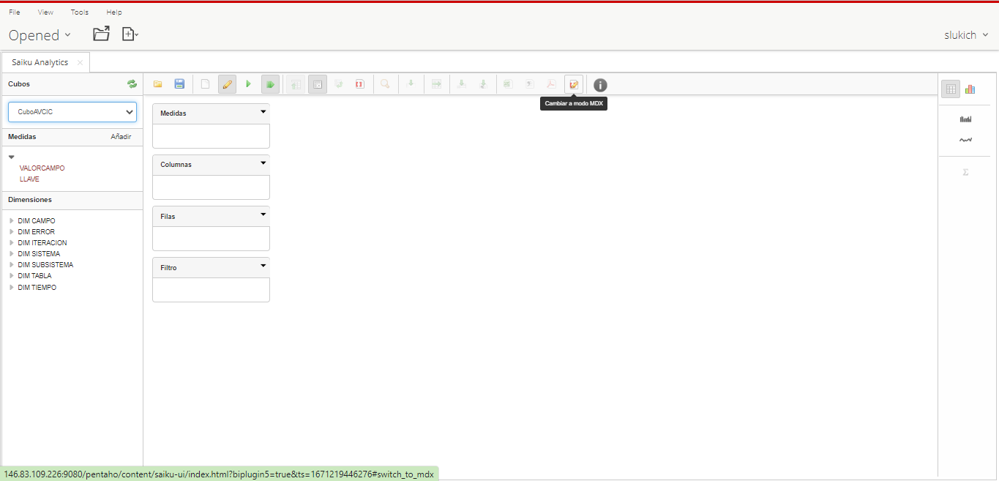 File View Tools Help
Opened
slukich
Saiku Analytics
Cubos
CuboAVCIC
Cambiar a modo MDX
Medidas Añadir
VALORCAMPO
LLAVE
Dimensiones
DIM CAMPO
DIM ERROR
DIM ITERACION
DIM SISTEMA
DIM SUBSISTEMA
DIM TABLA
DIM TIEMPO
Medidas
Columnas
Filas
Filtro
Σ
146.83.109.226:9080/pentaho/content/saiku-ui/index.html?biplugin5=true&ts=1671219446276#switch_to_mdx